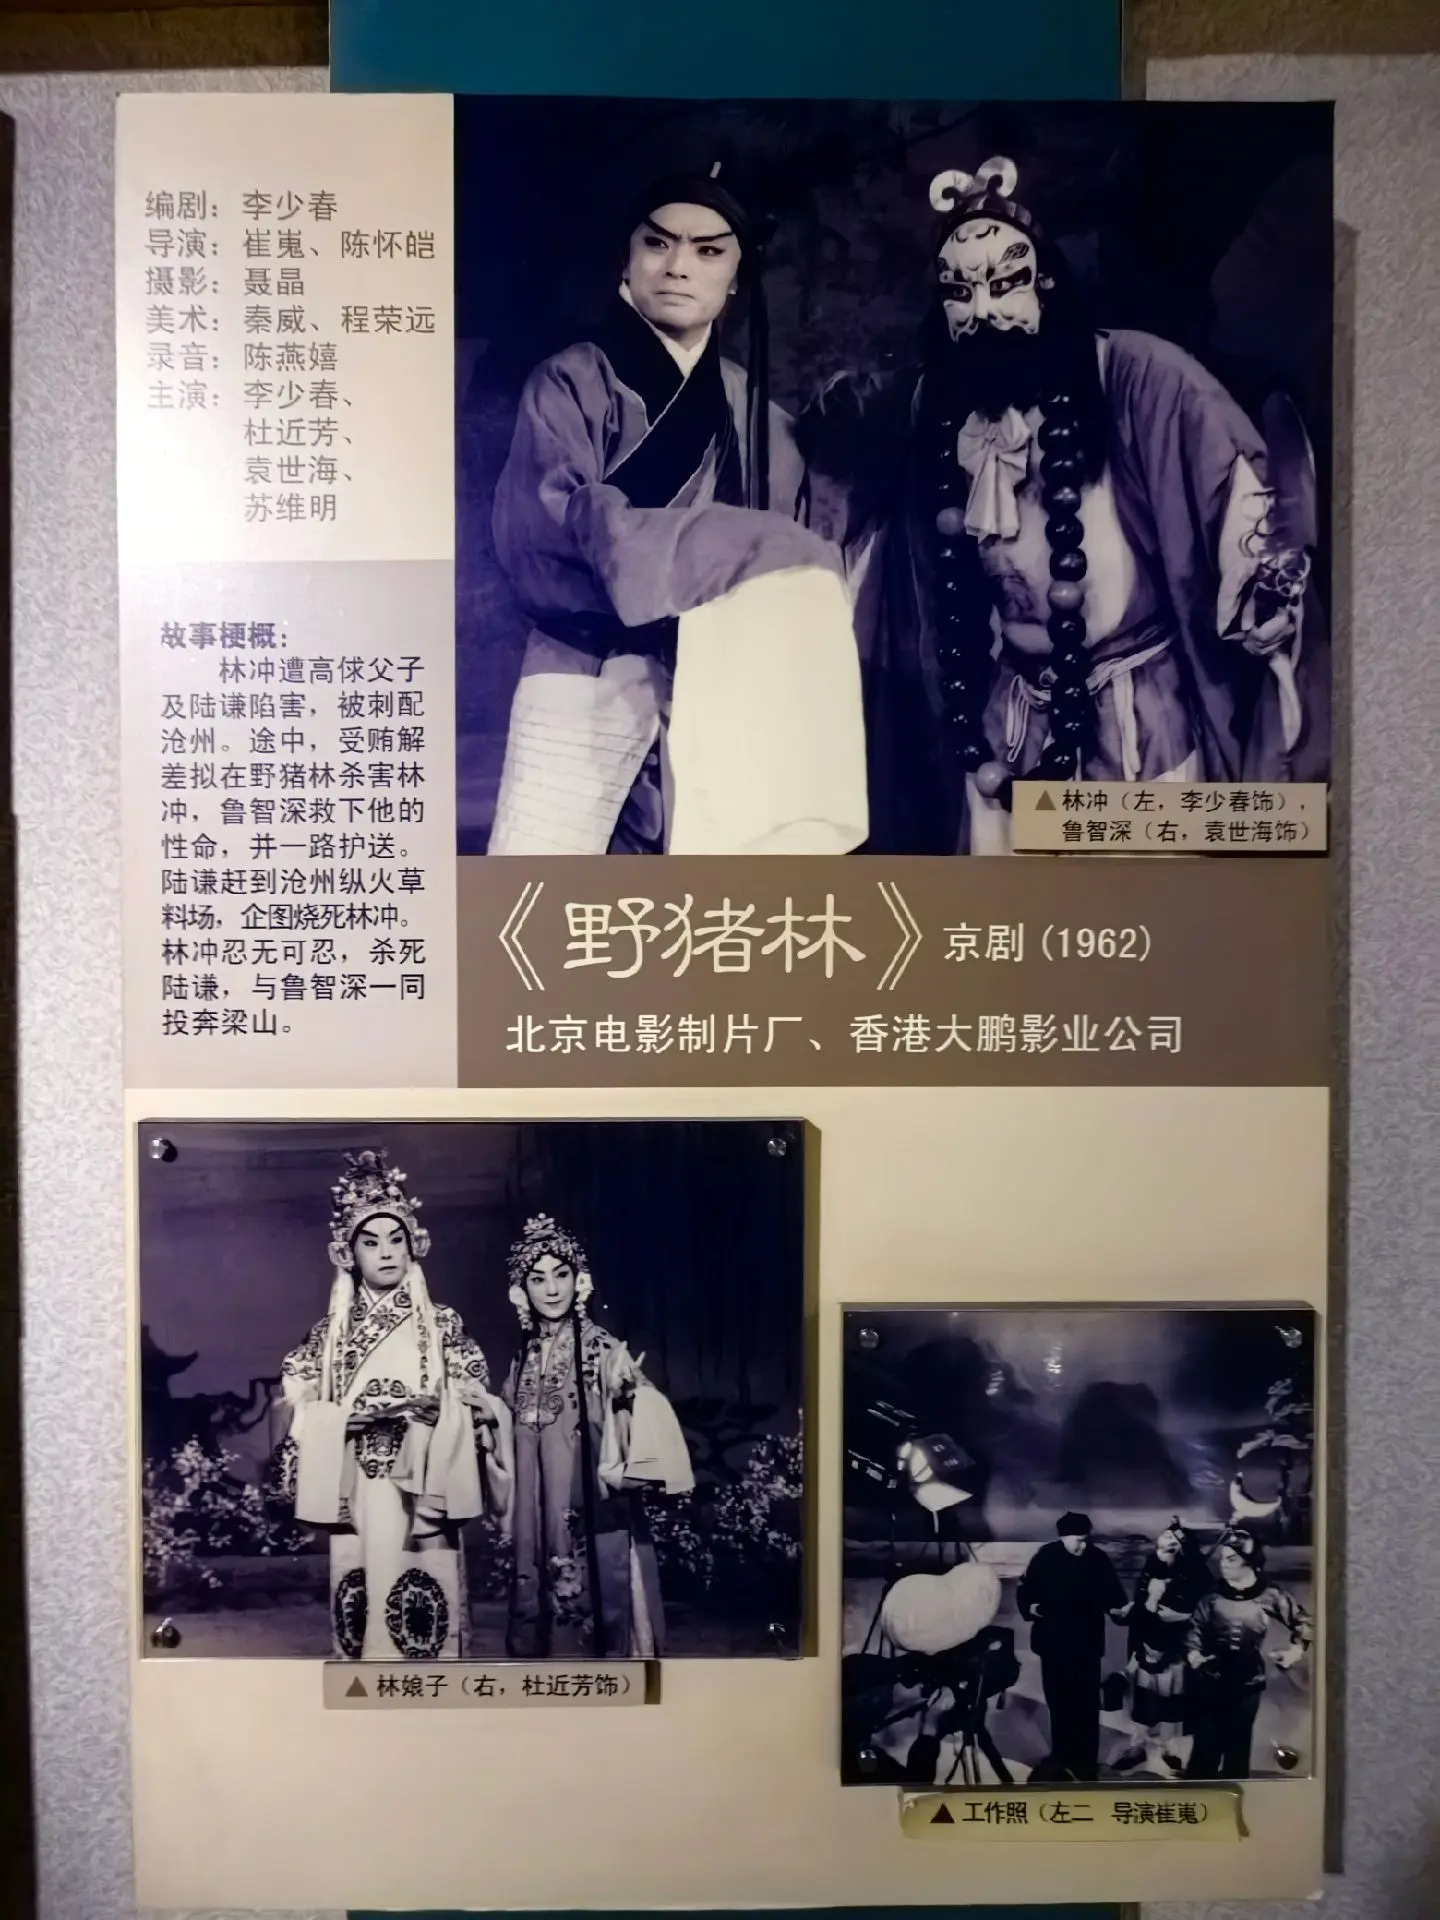 编剧：李少春
导演：崔嵬、陈怀皑
摄影：聂晶
美术：秦威、程荣远
录音：陈燕嬉
主演：李少春、
杜近芳、
袁世海、
苏维明
故事梗概：
林冲遭高俅父子
及陆谦陷害，被刺配
沧州。途中，受贿解
差拟在野猪林杀害林
冲，鲁智深救下他的
性命，并一路护送。
陆谦赶到沧州纵火草
料场，企图烧死林冲。
林冲忍无可忍，杀死
陆谦，与鲁智深一同
投奔梁山。
▲林冲（左，李少春饰），
鲁智深（右，袁世海饰）
《野猪林》京剧 (1962)
北京电影制片厂、香港大鹏影业公司
▲林娘子（右，杜近芳饰）
▲工作照（左二 导演崔嵬）